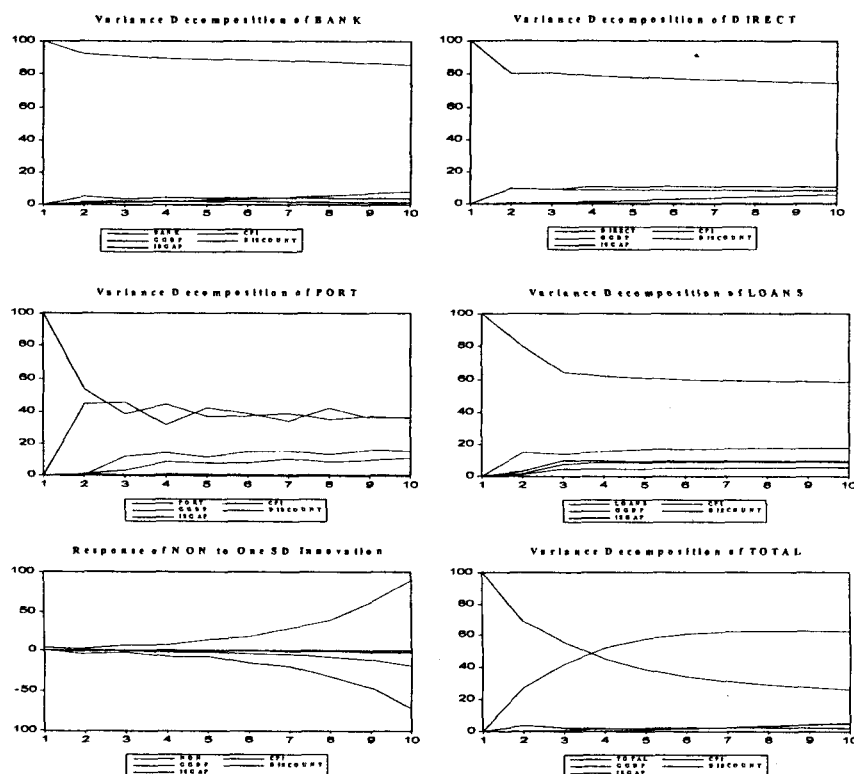 Variance Decomposition of BANK
100
80
60
40
20
0
1 2 3 4 5 6 7 8 9 10
BANK CPI
GGDP DISCOUNT
ISGAP
Variance Decomposition of DIRECT
100
80
60
40
20
0
1 2 3 4 5 6 7 8 9 10
DIRECT CPI
GGDP DISCOUNT
ISGAP
Variance Decomposition of PORT
100
80
60
40
20
0
1 2 3 4 5 6 7 8 9 10
PORT CPI
GGDP DISCOUNT
ISGAP
Variance Decomposition of LOANS
100
80
60
40
20
0
1 2 3 4 5 6 7 8 9 10
LOANS CPI
GGDP DISCOUNT
ISGAP
Response of NON to One SD Innovation
100
50
0
-50
100
1 2 3 4 5 6 7 8 9 10
NON CPI
GGDP DISCOUNT
ISGAP
Variance Decomposition of TOTAL
100
80
60
40
20
0
1 2 3 4 5 6 7 8 9 10
TOTAL CPI
GGDP DISCOUNT
ISGAP